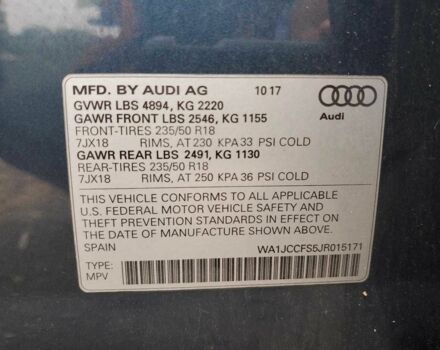 MFD. BY AUDI AG 10 17
GVWR LBS 4894, KG 2220
GAWR FRONT LBS 2546, KG 1155
FRONT-TIRES 235/50 R18
7JX18 RIMS, AT 230 KPA 33 PSI COLD
GAWR REAR LBS 2491, KG 1130
REAR-TIRES 235/50 R18
7JX18 RIMS, AT 250 KPA 36 PSI COLD
Audi
THIS VEHICLE CONFORMS TO ALL APPLICABLE
U.S. FEDERAL MOTOR VEHICLE SAFETY AND
THEFT PREVENTION STANDARDS IN EFFECT ON
THE DATE OF MANUFACTURE SHOWN ABOVE.
SPAIN WA1JCCFS5JR015171
TYPE:
MPV